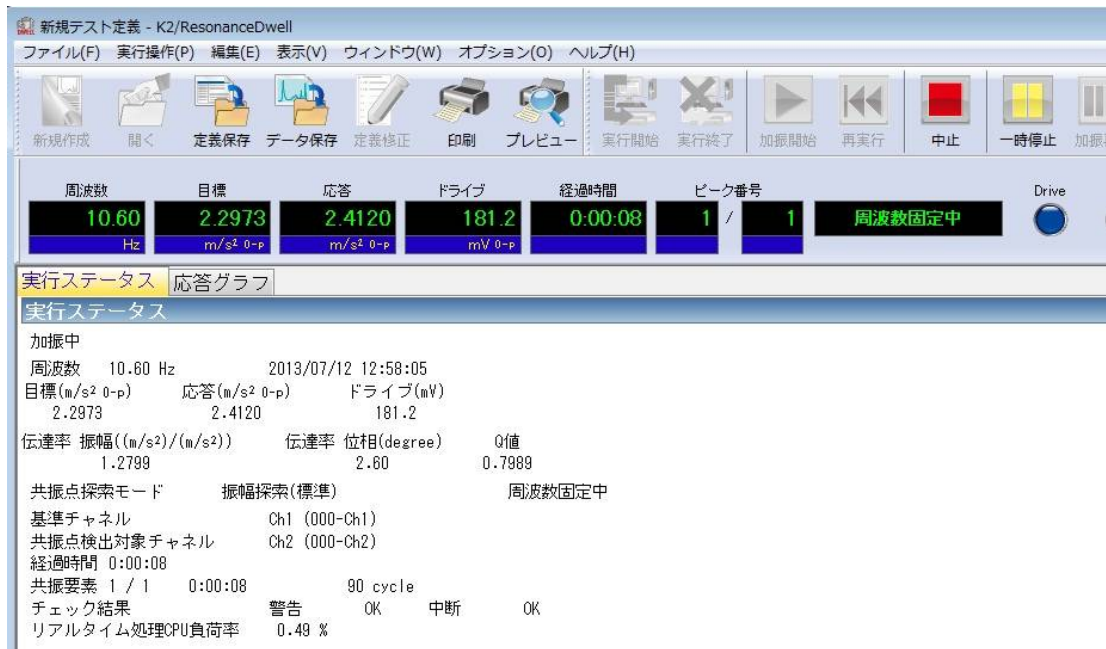 新規テスト定義 - K2/ResonanceDwell
ファイル(F) 実行操作(P) 編集(E) 表示(V) ウィンドウ(W) オプション(O) ヘルプ(H)
新規作成 開く 定義保存 データ保存 定義修正 印刷 プレビュー 実行開始 実行終了 加振開始 再実行 中止 一時停止
周波数 目標 応答 ドライブ 経過時間 ピーク番号 Drive
10.60 2.2973 2.4120 181.2 0:00:08 1 / 1 周波数固定中
Hz m/s² 0-p m/s² 0-p mV 0-p
実行ステータス 応答グラフ
実行ステータス
加振中
周波数 10.60 Hz 2013/07/12 12:58:05
目標(m/s² 0-p) 応答(m/s² 0-p) ドライブ(mV)
2.2973 2.4120 181.2
伝達率 振幅((m/s²)/(m/s²)) 伝達率 位相(degree) Q値
1.2799 2.60 0.7989
共振点探索モード 振幅探索(標準) 周波数固定中
基準チャネル Ch1 (000-Ch1)
共振点検出対象チャネル Ch2 (000-Ch2)
経過時間 0:00:08
共振要素 1 / 1 0:00:08 90 cycle
チェック結果 警告 OK 中断 OK
リアルタイム処理CPU負荷率 0.49 %